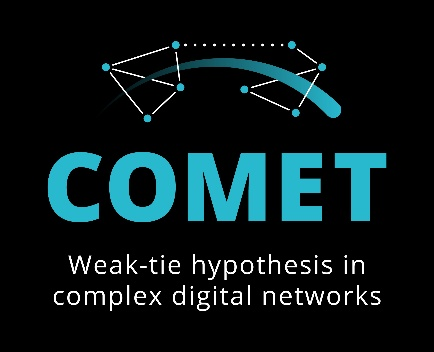 COMET
Weak-tie hypothesis in
complex digital networks